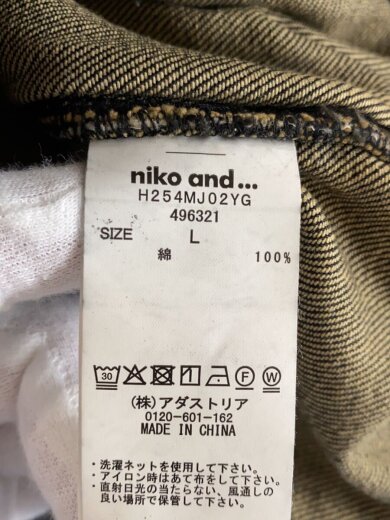 niko and...
H254MJ02YG
496321
SIZE L
綿 100%
30 1 F W
(株)アダストリア
0120-601-162
MADE IN CHINA
・洗濯ネットを使用して下さい。
・アイロン時はあて布をして下さい。
・直射日光の当たらない、風通しの
良い場所で保管して下さい。